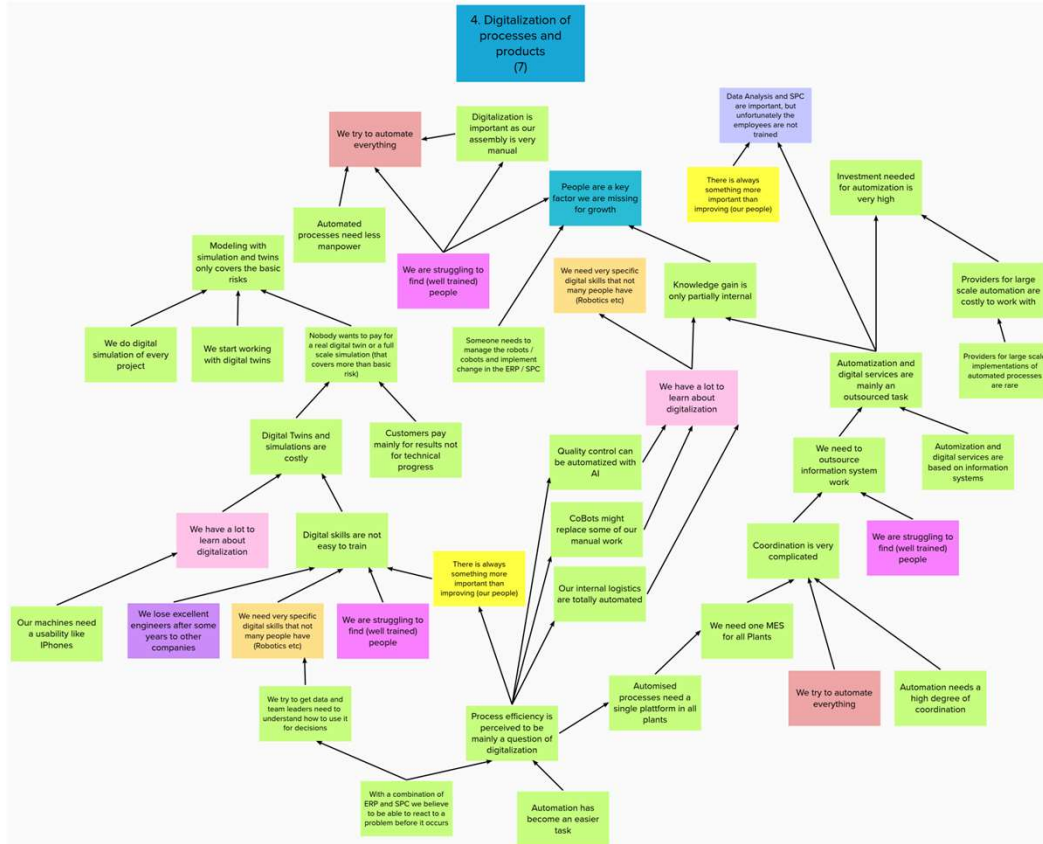 4. Digitalization of
processes and
products
(7)
Data Analysis and SPC
are important, but
unfortunately the
employees are not
trained
Digitalization is
important as our
assembly is very
manual
We try to automate
everything
There is always
something more
important than
improving (our people)
Investment needed
for automization is
very high
People are a key
factor we are missing
for growth
Automated
processes need less
manpower
Modeling with
simulation and twins
only covers the basic
risks
We are struggling to
find (well trained)
people
We need very specific
digital skills that not
many people have
(Robotics etc)
Knowledge gain is
only partially internal
Providers for large
scale automation are
costly to work with
We do digital
simulation of every
project
We start working
with digital twins
Nobody wants to pay for
a real digital twin or a full
scale simulation (that
covers more than basic
risk)
Someone needs to
manage the robots /
cobots and implement
change in the ERP / SPC
We have a lot to
learn about
digitalization
Automatization and
digital services are
mainly an
outsourced task
Providers for large scale
implementations of
automated processes
are rare
Digital Twins and
simulations are
costly
Customers pay
mainly for results not
for technical
progress
Quality control can
be automatized with
AI
We need to
outsource
information system
work
Automization and
digital services are
based on information
systems
We have a lot to
learn about
digitalization
Digital skills are not
easy to train
CoBots might
replace some of our
manual work
Coordination is very
complicated
We are struggling to
find (well trained)
people
There is always
something more
important than
improving (our people)
Our internal logistics
are totally automated
Our machines need
a usability like
IPhones
We lose excellent
engineers after some
years to other
companies
We need very specific
digital skills that not
many people have
(Robotics etc)
We are struggling to
find (well trained)
people
We need one MES
for all Plants
We try to automate
everything
Automation needs a
high degree of
coordination
We try to get data and
team leaders need to
understand how to use it
for decisions
Process efficiency is
perceived to be
mainly a question of
digitalization
Automised
processes need a
single plattform in all
plants
With a combination of
ERP and SPC we believe
to be able to react to a
problem before it occurs
Automation has
become an easier
task